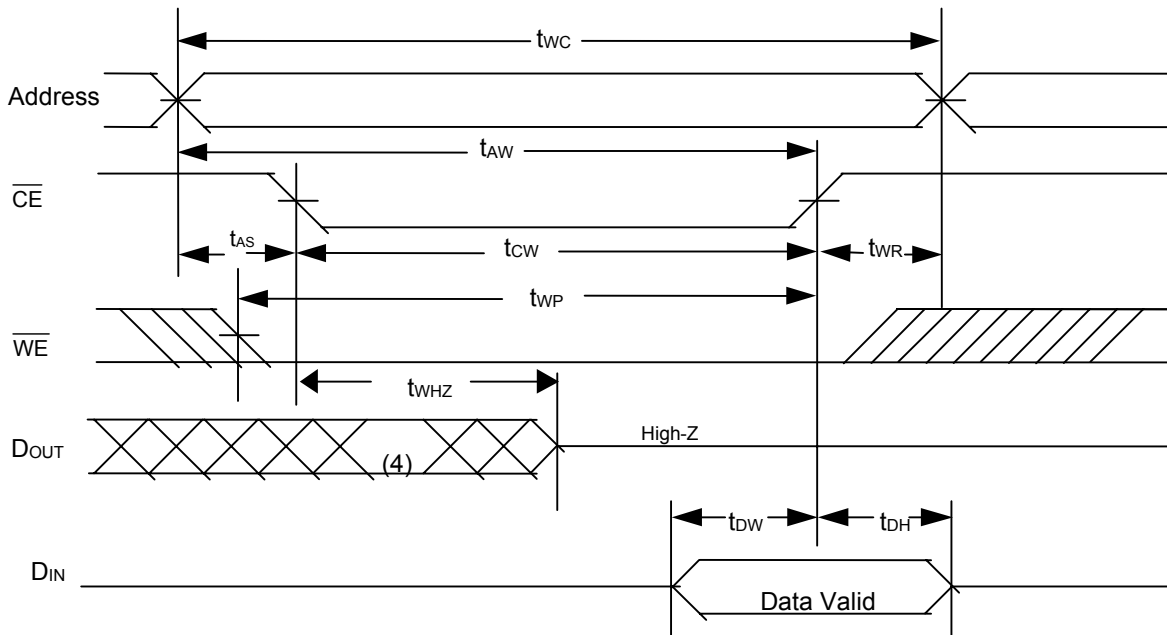 tWC
Address
tAW
CE
tAS
tCW
tWR
tWP
WE
tWHZ
DOUT
(4)
High-Z
tDW
tDH
DIN
Data Valid